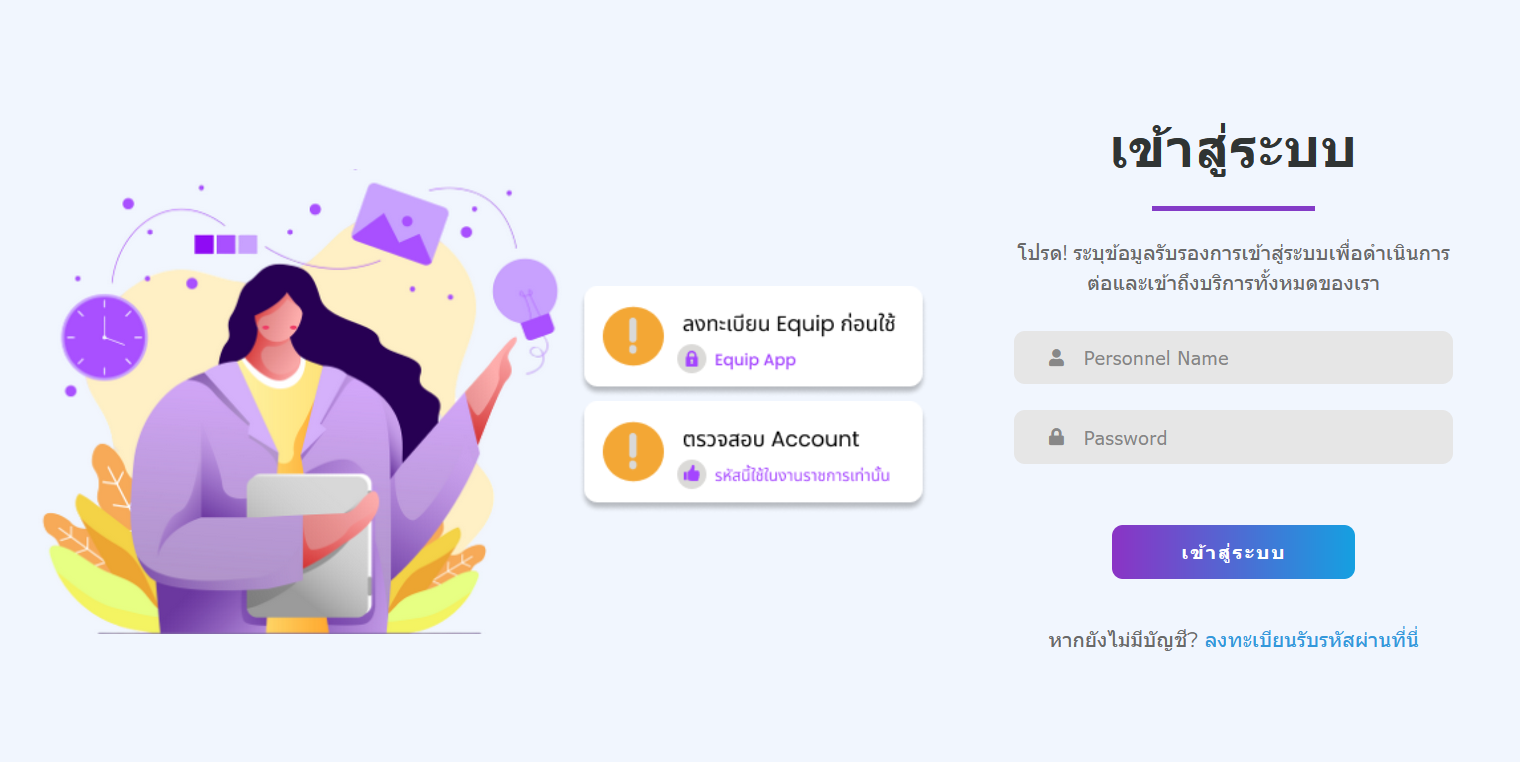 ลงทะเบียน Equip ก่อนใช้
Equip App
ตรวจสอบ Account
รหัสนี้ใช้ในงานราชการเท่านั้น
เข้าสู่ระบบ
โปรด! ระบุข้อมูลรับรองการเข้าสู่ระบบเพื่อดำเนินการ
ต่อและเข้าถึงบริการทั้งหมดของเรา
Personnel Name
Password
เข้าสู่ระบบ
หากยังไม่มีบัญชี? ลงทะเบียนรับรหัสผ่านที่นี่